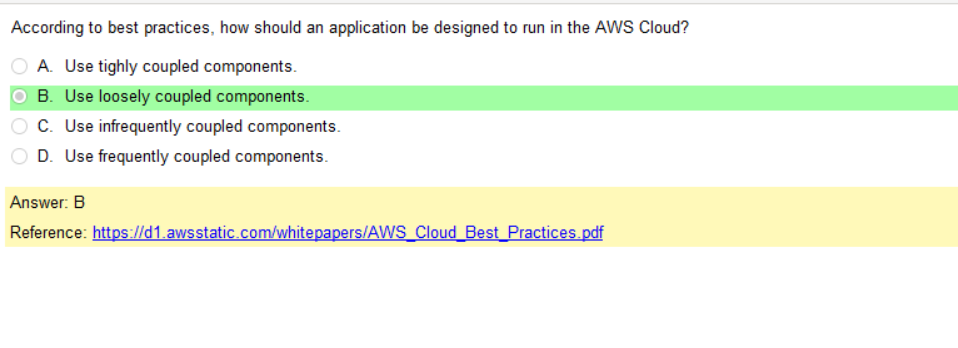 According to best practices, how should an application be designed to run in the AWS Cloud?
A. Use tighly coupled components.
B. Use loosely coupled components.
C. Use infrequently coupled components.
D. Use frequently coupled components.
Answer: B
Reference: https://d1.awsstatic.com/whitepapers/AWS_Cloud_Best_Practices.pdf